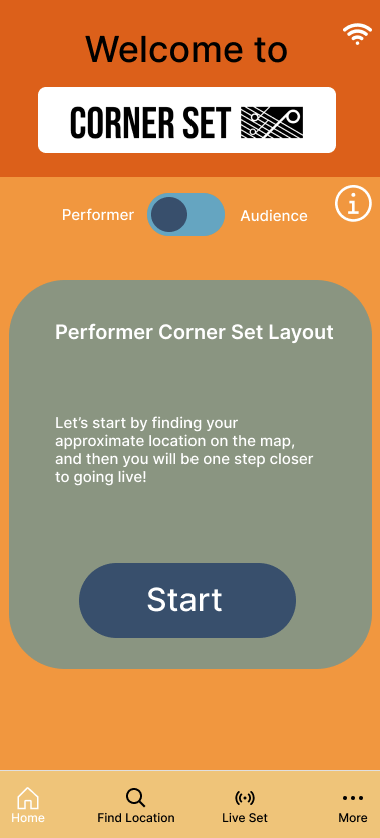 Welcome to
CORNER SET
Performer
Audience
Performer Corner Set Layout
Let's start by finding your
approximate location on the map,
and then you will be one step closer
to going live!
Start
Home
Find Location
Live Set
More